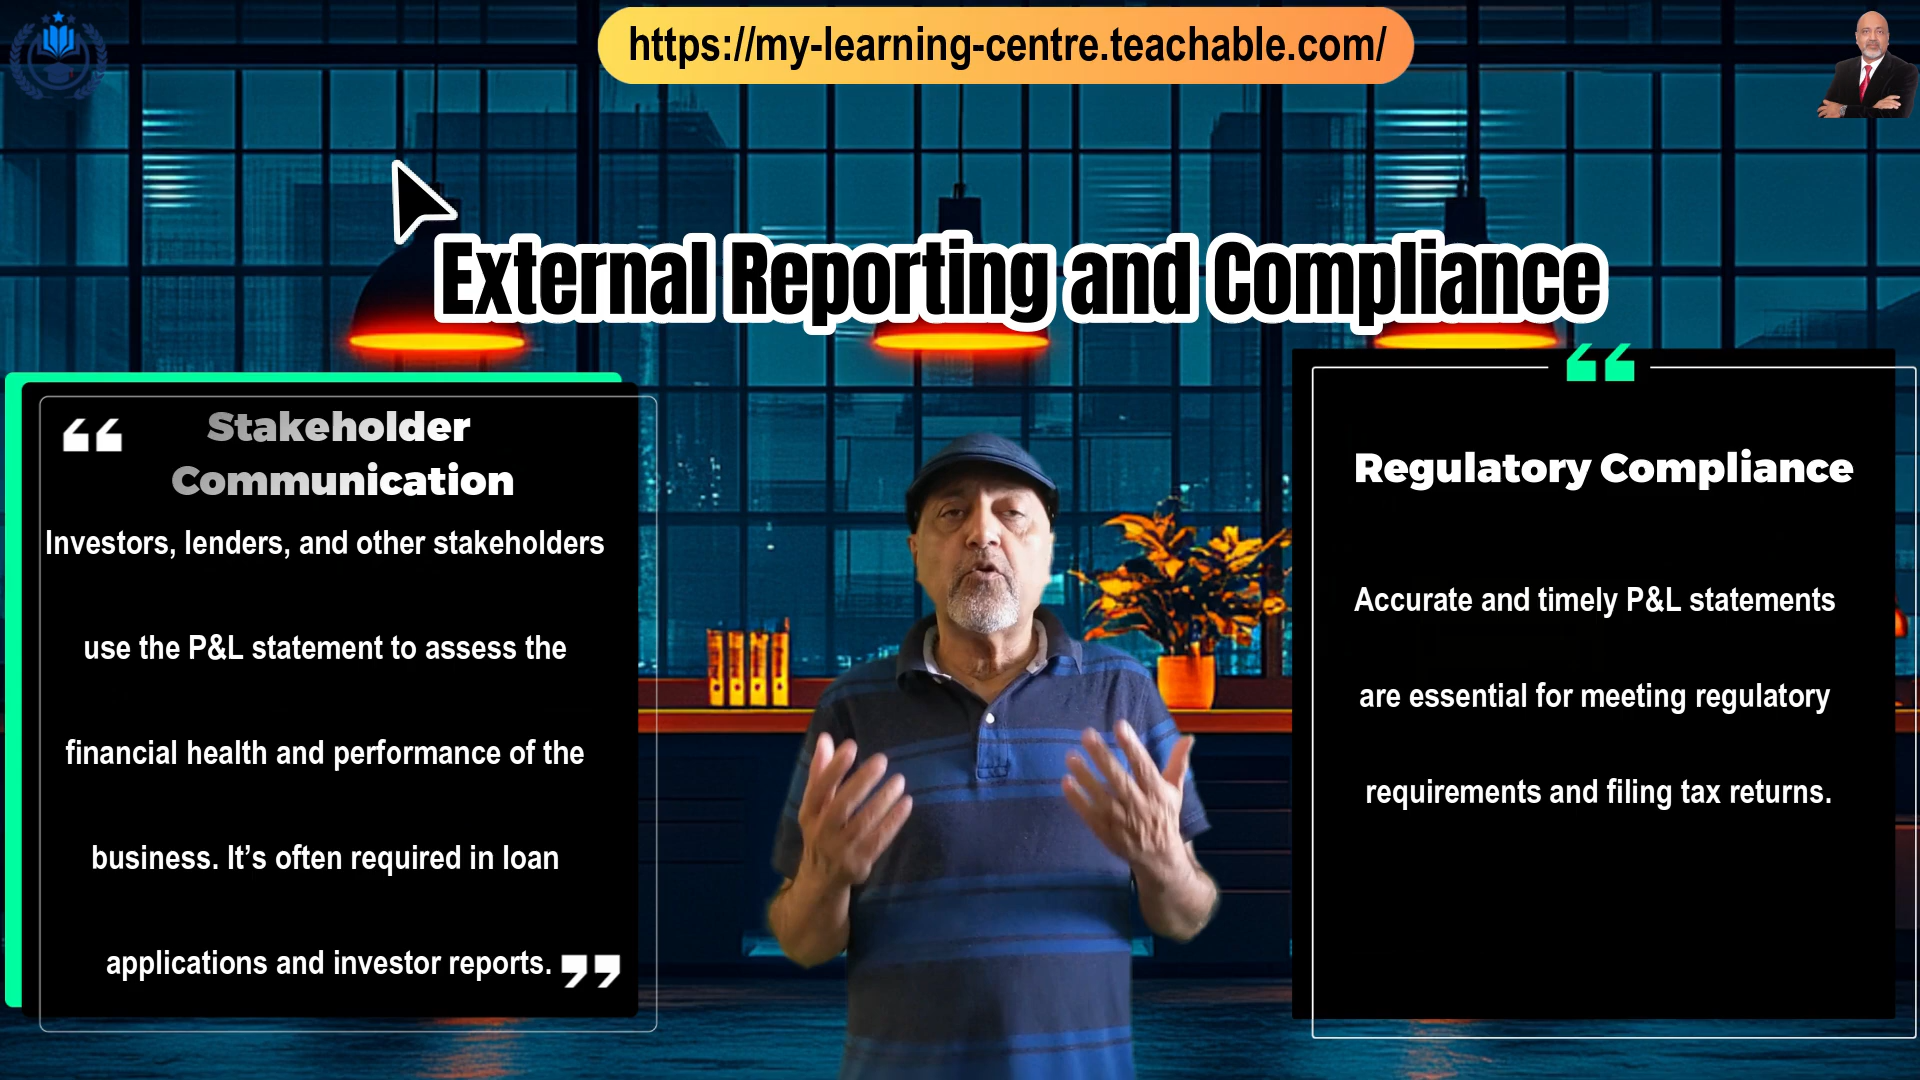 https://my-learning-centre.teachable.com/
External Reporting and Compliance
Stakeholder
Communication
Investors, lenders, and other stakeholders
use the P&L statement to assess the
financial health and performance of the
business. It’s often required in loan
applications and investor reports.
Regulatory Compliance
Accurate and timely P&L statements
are essential for meeting regulatory
requirements and filing tax returns.